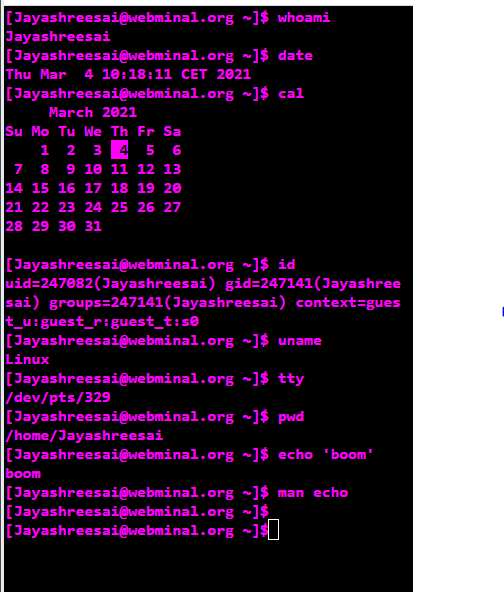 [Jayashreesai@webminal.org ~]$ whoami
Jayashreesai
[Jayashreesai@webminal.org ~]$ date
Thu Mar  4 10:18:11 CET 2021
[Jayashreesai@webminal.org ~]$ cal
     March 2021
Su Mo Tu We Th Fr Sa
    1  2  3  4  5  6
 7  8  9 10 11 12 13
14 15 16 17 18 19 20
21 22 23 24 25 26 27
28 29 30 31
[Jayashreesai@webminal.org ~]$ id
uid=247082(Jayashreesai) gid=247141(Jayashree
sai) groups=247141(Jayashreesai) context=gues
t_u:guest_r:guest_t:s0
[Jayashreesai@webminal.org ~]$ uname
Linux
[Jayashreesai@webminal.org ~]$ tty
/dev/pts/329
[Jayashreesai@webminal.org ~]$ pwd
/home/Jayashreesai
[Jayashreesai@webminal.org ~]$ echo 'boom'
boom
[Jayashreesai@webminal.org ~]$ man echo
[Jayashreesai@webminal.org ~]$
[Jayashreesai@webminal.org ~]$